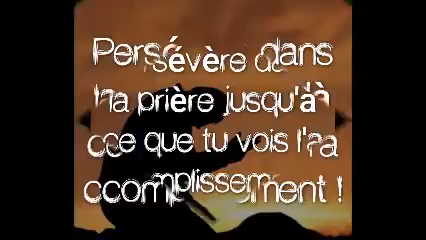 Persévère dans
la prière jusqu'à
ce que tu vois l'a
ccomplissement !